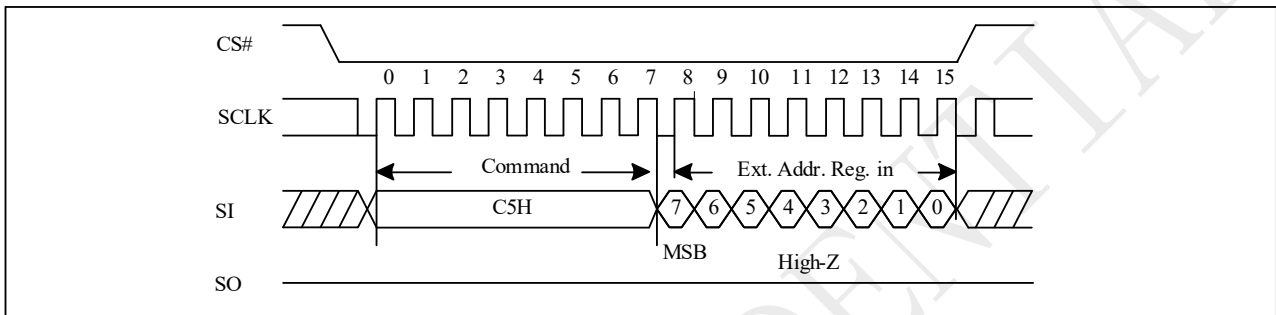 CS#
0 1 2 3 4 5 6 7 8 9 10 11 12 13 14 15
SCLK
Command Ext. Addr. Reg. in
SI C5H 7 6 5 4 3 2 1 0
MSB High-Z
SO